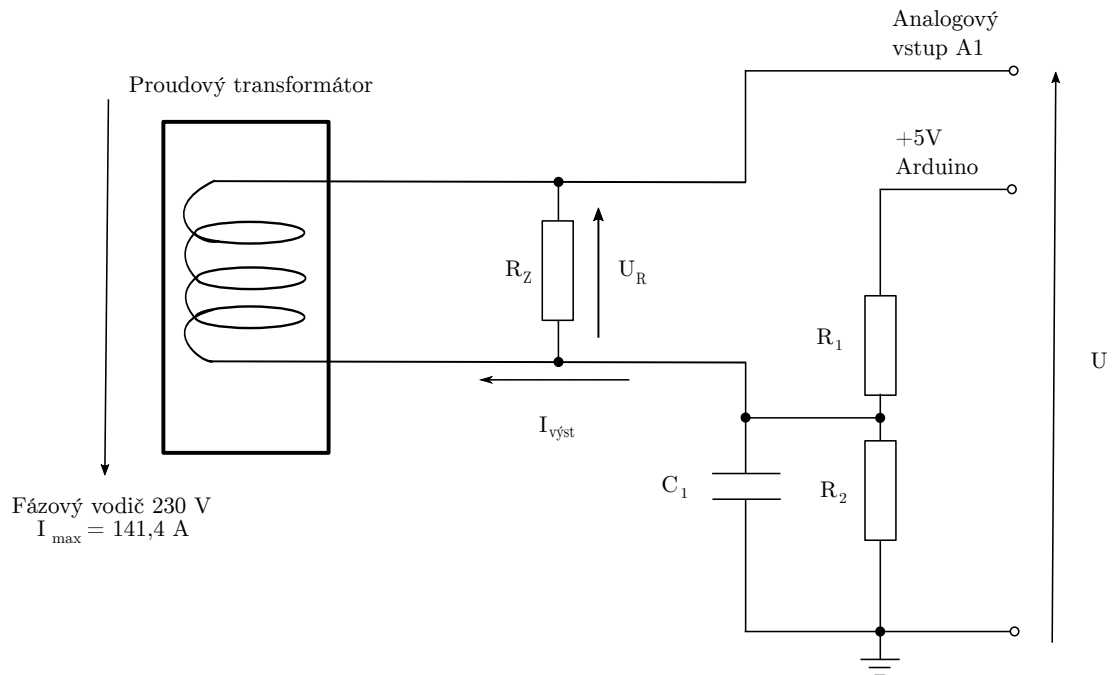 Analogový
vstup A1
Proudový transformátor
+5V
Arduino
R_Z
U_R
R_1
U
I_výst
C_1
R_2
Fázový vodič 230 V
I_max = 141,4 A